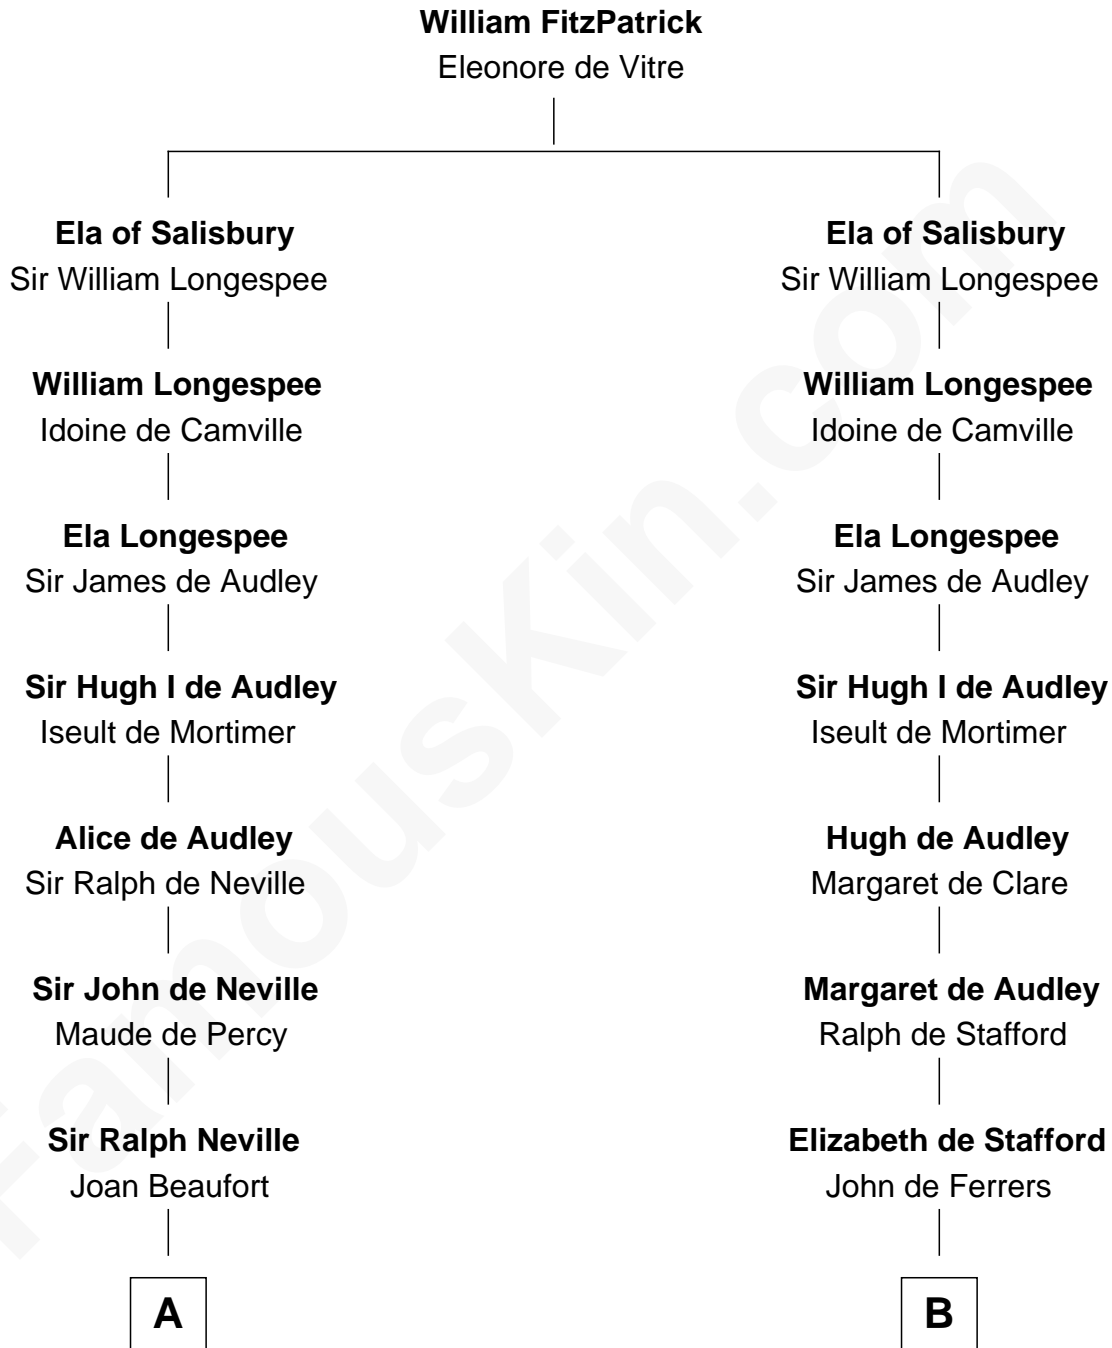 William FitzPatrick
Eleonore de Vitre
Ela of Salisbury
Sir William Longespee
William Longespee
Idoine de Camville
Ela Longespee
Sir James de Audley
Sir Hugh I de Audley
Iseult de Mortimer
Alice de Audley
Sir Ralph de Neville
Sir John de Neville
Maude de Percy
Sir Ralph Neville
Joan Beaufort
A
Ela of Salisbury
Sir William Longespee
William Longespee
Idoine de Camville
Ela Longespee
Sir James de Audley
Sir Hugh I de Audley
Iseult de Mortimer
Hugh de Audley
Margaret de Clare
Margaret de Audley
Ralph de Stafford
Elizabeth de Stafford
John de Ferrers
B
FamousKin.com